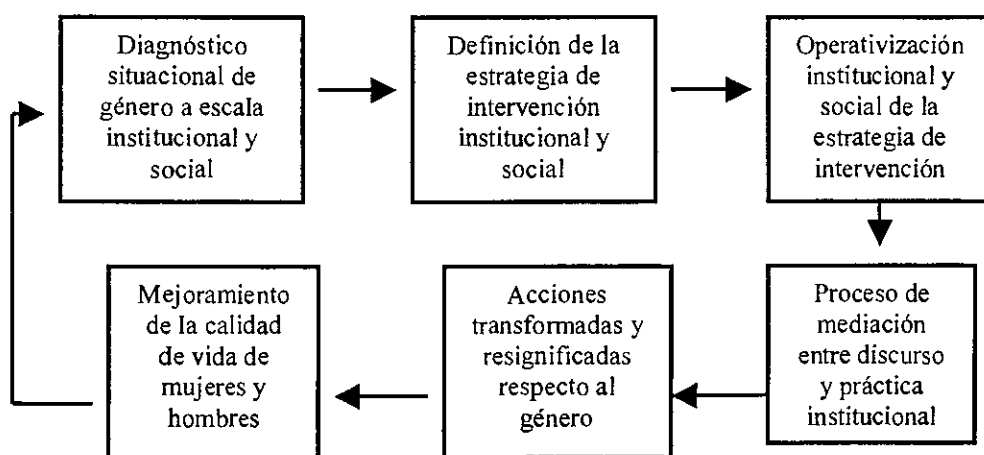 Diagnóstico
situacional de
género a escala
institucional y
social
Definición de la
estrategia de
intervención
institucional y
social
Operativización
institucional y
social de la
estrategia de
intervención
Proceso de
mediación
entre discurso
y práctica
institucional
Acciones
transformadas y
resignificadas
respecto al
género
Mejoramiento
de la calidad
de vida de
mujeres y
hombres